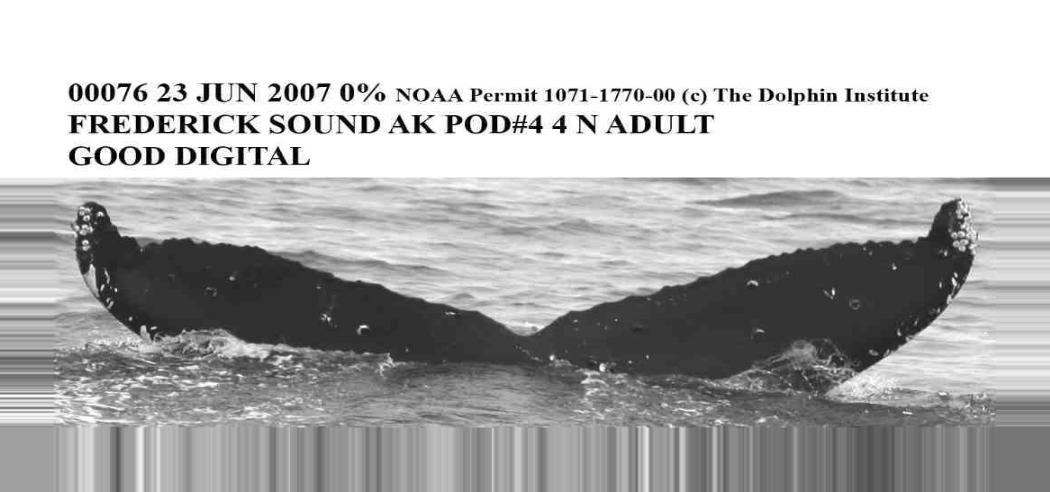 00076 23 JUN 2007 0% NOAA Permit 1071-1770-00 (c) The Dolphin Institute
FREDERICK SOUND AK POD#4 4 N ADULT
GOOD DIGITAL